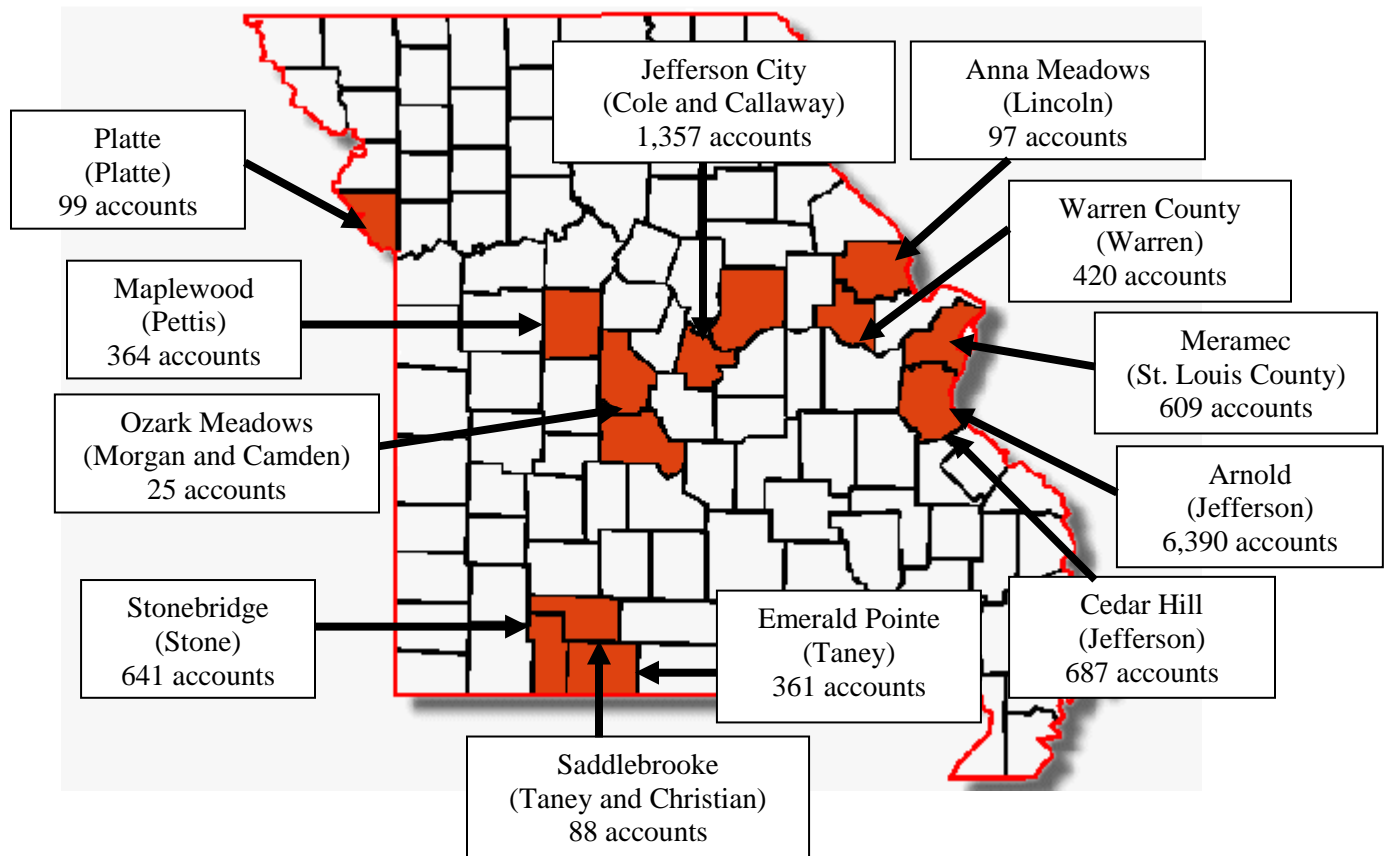 Jefferson City
(Cole and Callaway)
1,357 accounts
Anna Meadows
(Lincoln)
97 accounts
Platte
(Platte)
99 accounts
Warren County
(Warren)
420 accounts
Maplewood
(Pettis)
364 accounts
Meramec
(St. Louis County)
609 accounts
Ozark Meadows
(Morgan and Camden)
25 accounts
Arnold
(Jefferson)
6,390 accounts
Stonebridge
(Stone)
641 accounts
Emerald Pointe
(Taney)
361 accounts
Cedar Hill
(Jefferson)
687 accounts
Saddlebrooke
(Taney and Christian)
88 accounts